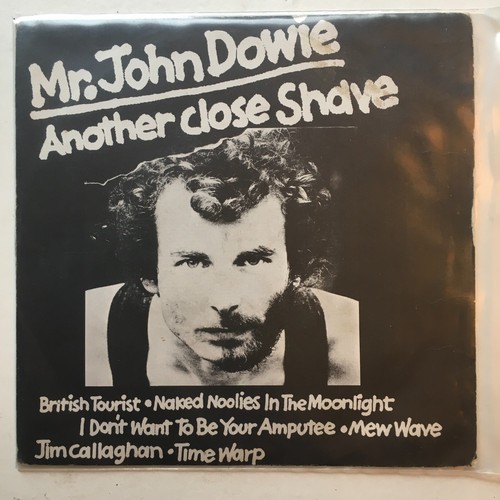 Mr. John Dowie
Another close Shave
British Tourist • Naked Noolies In The Moonlight
I Don't Want To Be Your Amputee • Mew Wave
Jim Callaghan • Time Warp